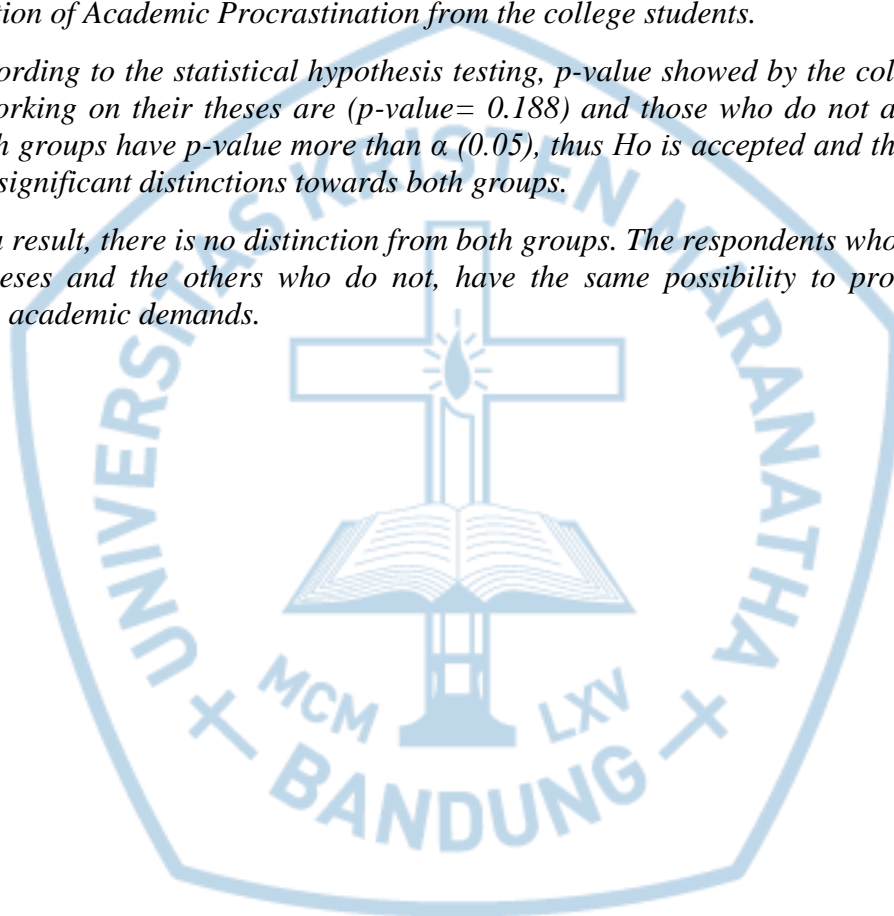 tion of Academic Procrastination from the college students.
ording to the statistical hypothesis testing, p-value showed by the col
orking on their theses are (p-value= 0.188) and those who do not a
h groups have p-value more than α (0.05), thus Ho is accepted and th
significant distinctions towards both groups.
result, there is no distinction from both groups. The respondents who
eses and the others who do not, have the same possibility to pro
academic demands.
UNIVERSITAS KRISTEN MARANATHA
MCM LXV
BANDUNG